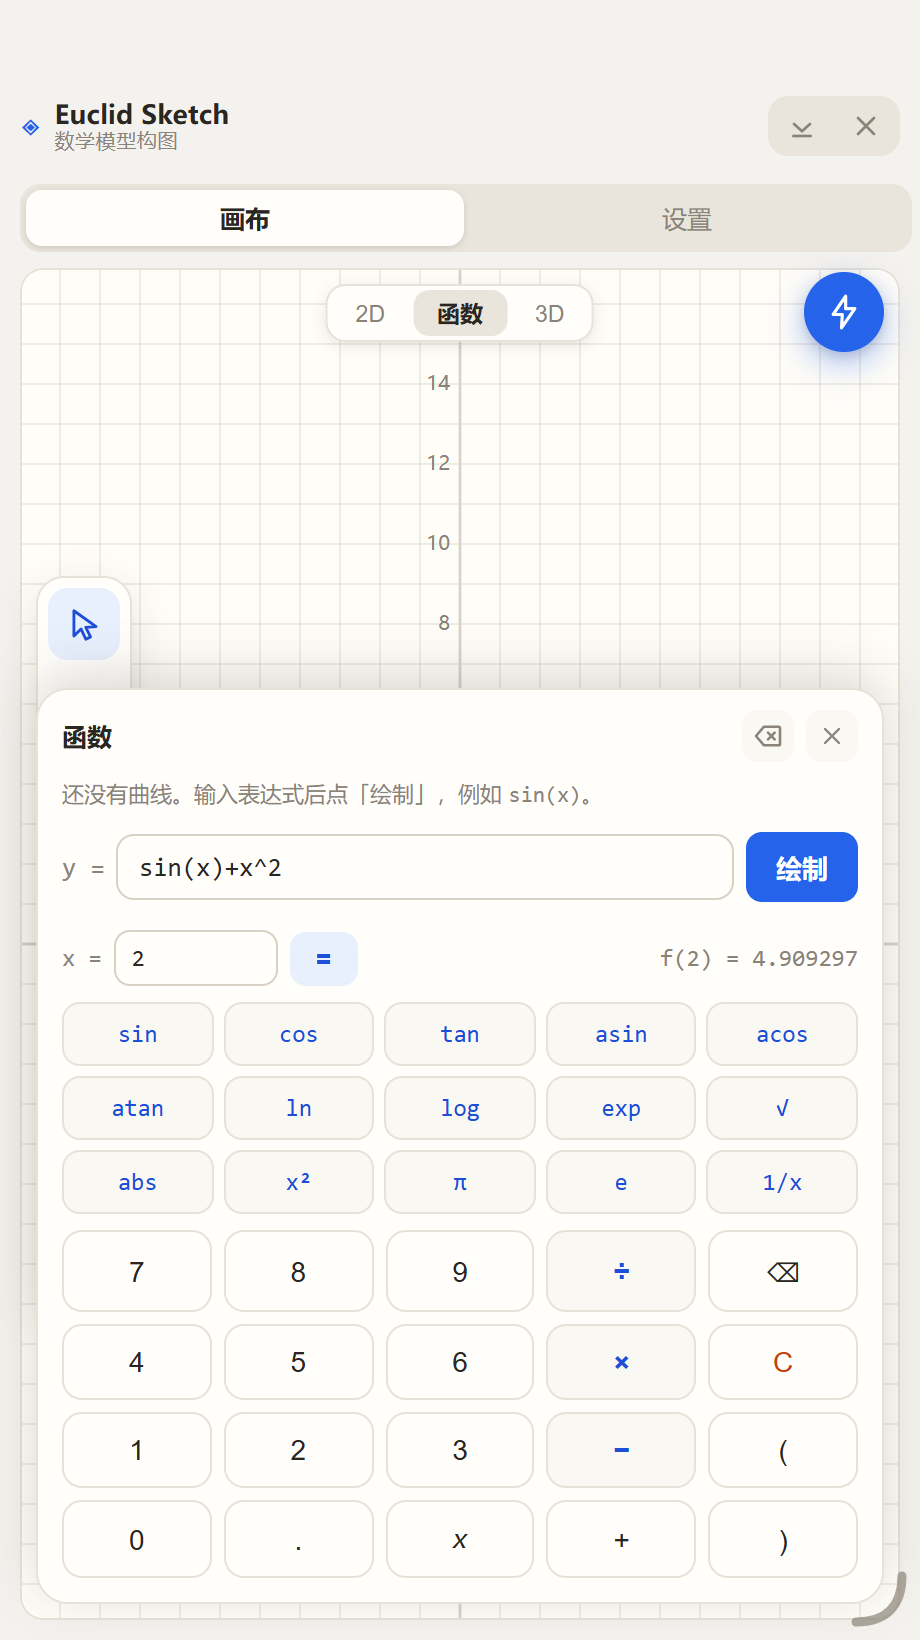 Euclid Sketch
数学模型构图
画布 设置
2D 函数 3D
14
12
10
8
函数
还没有曲线。输入表达式后点「绘制」，例如 sin(x)。
y = sin(x)+x^2 绘制
x = 2 = f(2) = 4.909297
sin cos tan asin acos
atan ln log exp √
abs x² π e 1/x
7 8 9 ÷ ⌫
4 5 6 × C
1 2 3 − (
0 . x + )